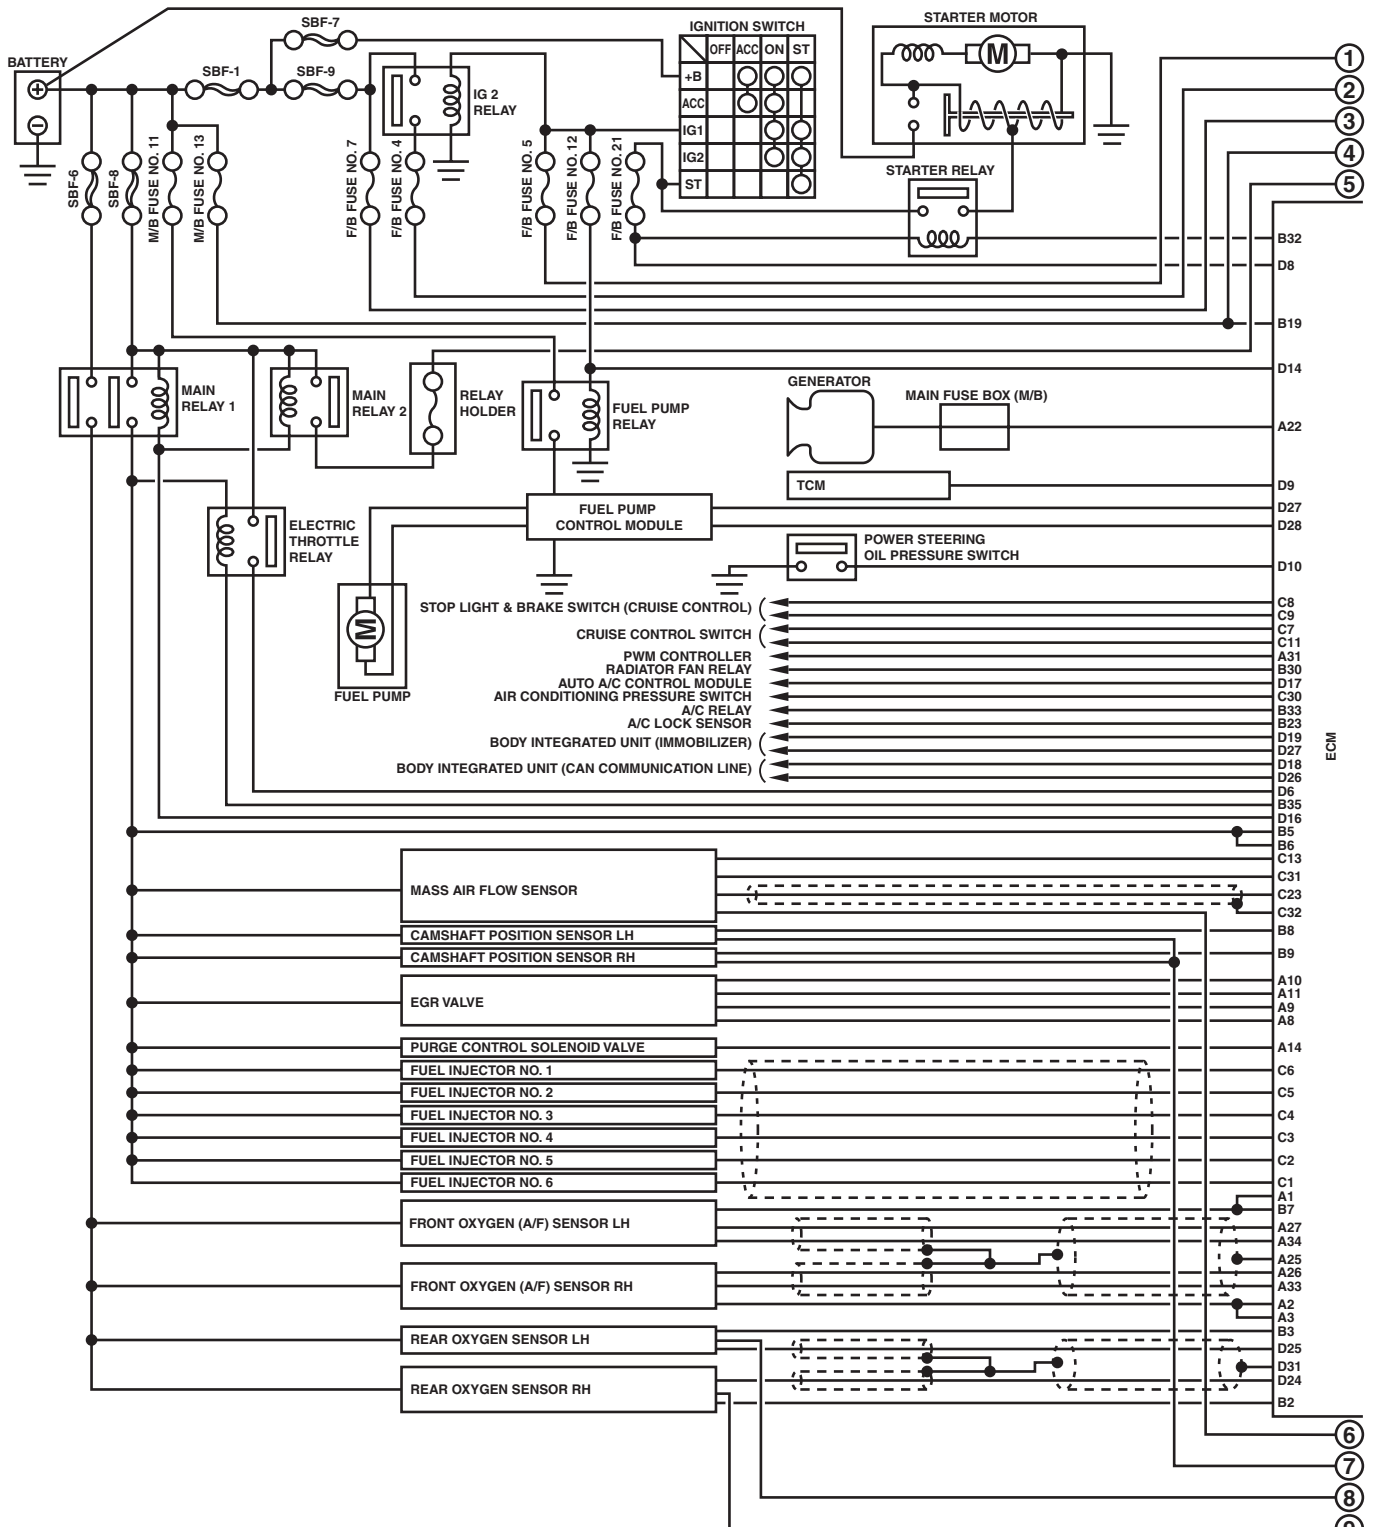 SBF-7
IGNITION SWITCH
STARTER MOTOR
OFF ACC ON ST
BATTERY
SBF-1
SBF-9
+B
M
1
IG 2
RELAY
ACC
2
IG1
3
IG2
4
ST
STARTER RELAY
5
SBF-6
SBF-8
M/B FUSE NO. 11
M/B FUSE NO. 13
F/B FUSE NO. 7
F/B FUSE NO. 4
F/B FUSE NO. 5
F/B FUSE NO. 12
F/B FUSE NO. 21
B32
D8
B19
D14
MAIN
RELAY 1
MAIN
RELAY 2
RELAY
HOLDER
FUEL PUMP
RELAY
GENERATOR
MAIN FUSE BOX (M/B)
A22
TCM
D9
FUEL PUMP
CONTROL MODULE
D27
D28
ELECTRIC
THROTTLE
RELAY
POWER STEERING
OIL PRESSURE SWITCH
D10
M
FUEL PUMP
STOP LIGHT & BRAKE SWITCH (CRUISE CONTROL)
C8
C9
CRUISE CONTROL SWITCH
C7
C11
PWM CONTROLLER
A31
RADIATOR FAN RELAY
B30
AUTO A/C CONTROL MODULE
D17
AIR CONDITIONING PRESSURE SWITCH
C30
A/C RELAY
B33
A/C LOCK SENSOR
B23
BODY INTEGRATED UNIT (IMMOBILIZER)
D19
D27
BODY INTEGRATED UNIT (CAN COMMUNICATION LINE)
D18
D26
ECM
D6
B35
D16
B5
B6
C13
C31
MASS AIR FLOW SENSOR
C23
C32
CAMSHAFT POSITION SENSOR LH
B8
CAMSHAFT POSITION SENSOR RH
B9
EGR VALVE
A10
A11
A9
A8
PURGE CONTROL SOLENOID VALVE
A14
FUEL INJECTOR NO. 1
C6
FUEL INJECTOR NO. 2
C5
FUEL INJECTOR NO. 3
C4
FUEL INJECTOR NO. 4
C3
FUEL INJECTOR NO. 5
C2
FUEL INJECTOR NO. 6
C1
A1
B7
FRONT OXYGEN (A/F) SENSOR LH
A27
A34
A25
A26
FRONT OXYGEN (A/F) SENSOR RH
A33
A2
A3
B3
REAR OXYGEN SENSOR LH
D25
D31
D24
REAR OXYGEN SENSOR RH
B2
6
7
8